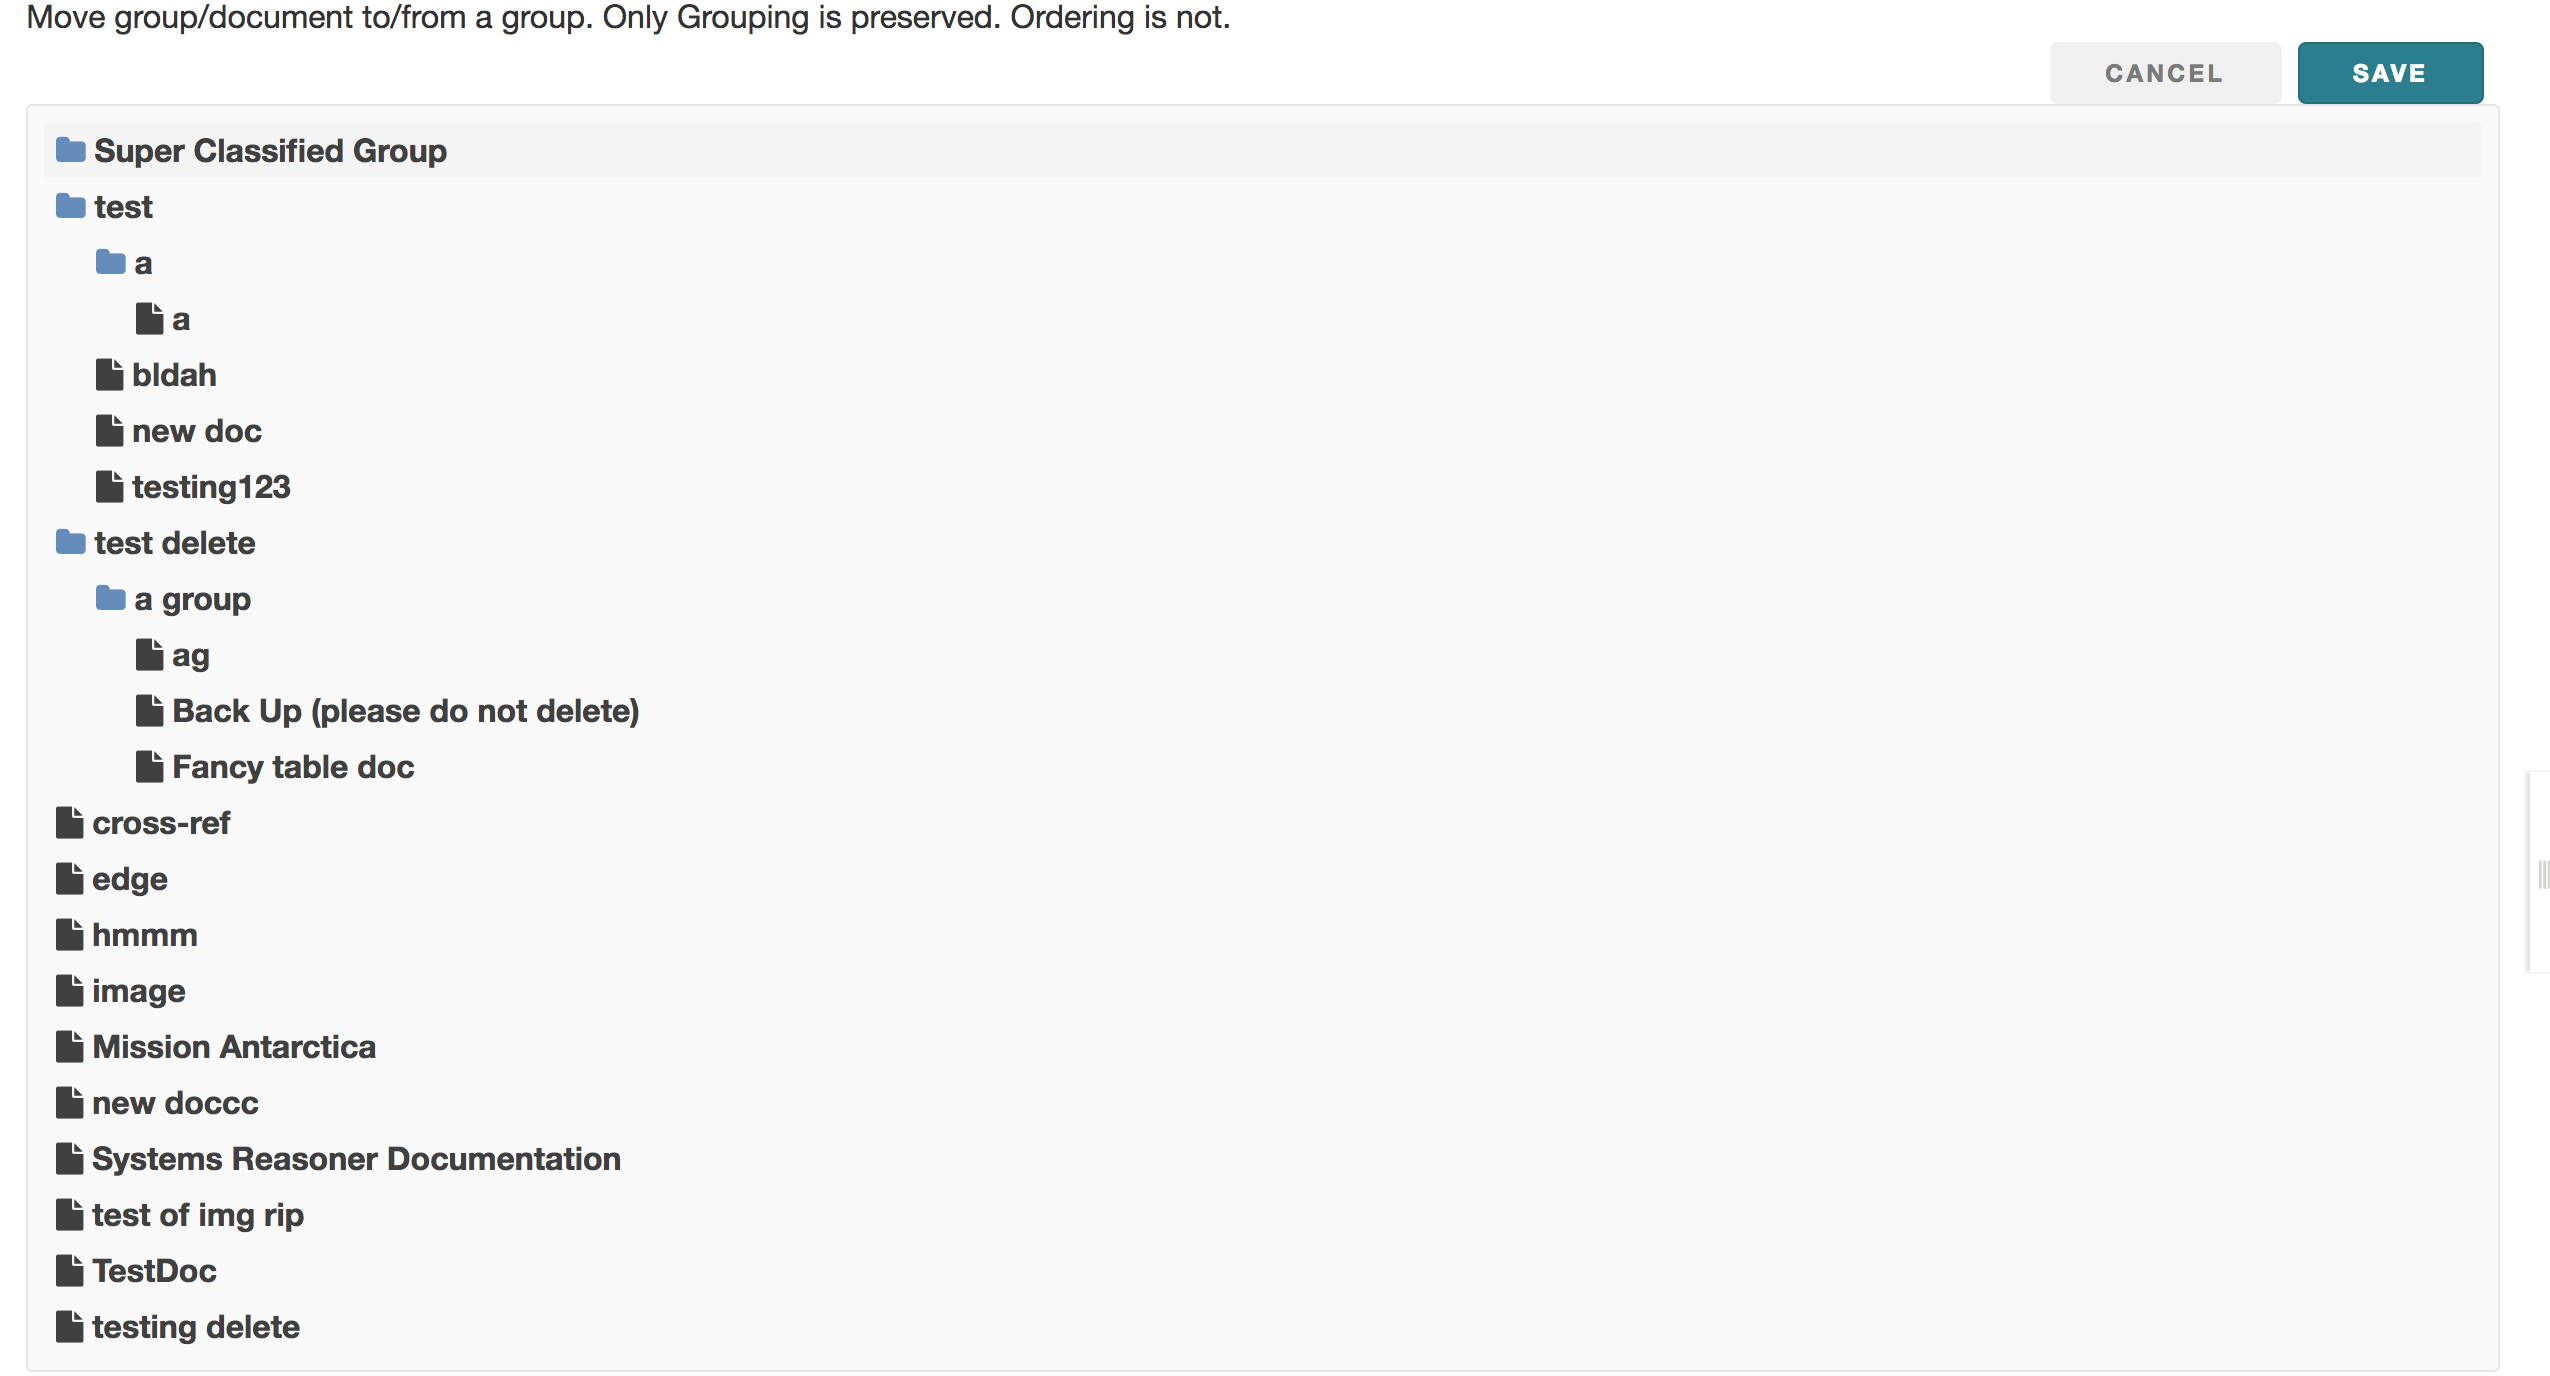 Move group/document to/from a group. Only Grouping is preserved. Ordering is not.
CANCEL SAVE
Super Classified Group
test
a
a
bldah
new doc
testing123
test delete
a group
ag
Back Up (please do not delete)
Fancy table doc
cross-ref
edge
hmmm
image
Mission Antarctica
new doccc
Systems Reasoner Documentation
test of img rip
TestDoc
testing delete